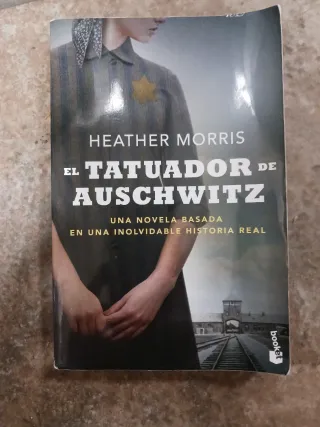 HEATHER MORRIS
EL TATUADOR DE
AUSCHWITZ
UNA NOVELA BASADA
EN UNA INOLVIDABLE HISTORIA REAL
booket